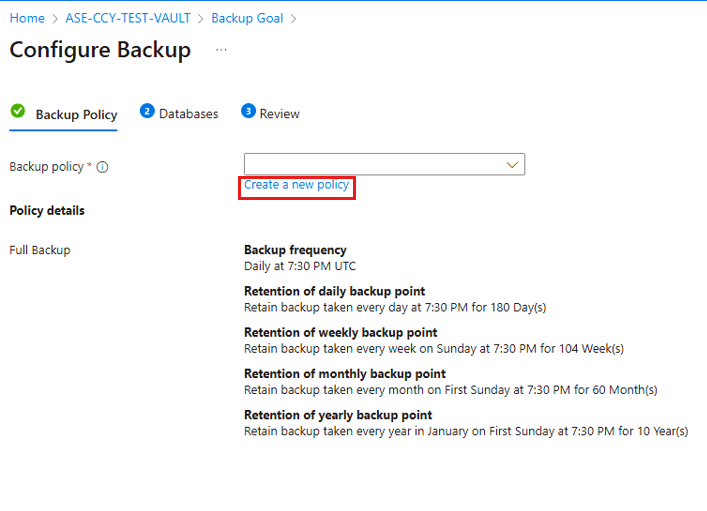 Home > ASE-CCY-TEST-VAULT > Backup Goal >
Configure Backup ...
Backup Policy 2 Databases 3 Review
Backup policy *
Create a new policy
Policy details
Full Backup
Backup frequency
Daily at 7:30 PM UTC
Retention of daily backup point
Retain backup taken every day at 7:30 PM for 180 Day(s)
Retention of weekly backup point
Retain backup taken every week on Sunday at 7:30 PM for 104 Week(s)
Retention of monthly backup point
Retain backup taken every month on First Sunday at 7:30 PM for 60 Month(s)
Retention of yearly backup point
Retain backup taken every year in January on First Sunday at 7:30 PM for 10 Year(s)